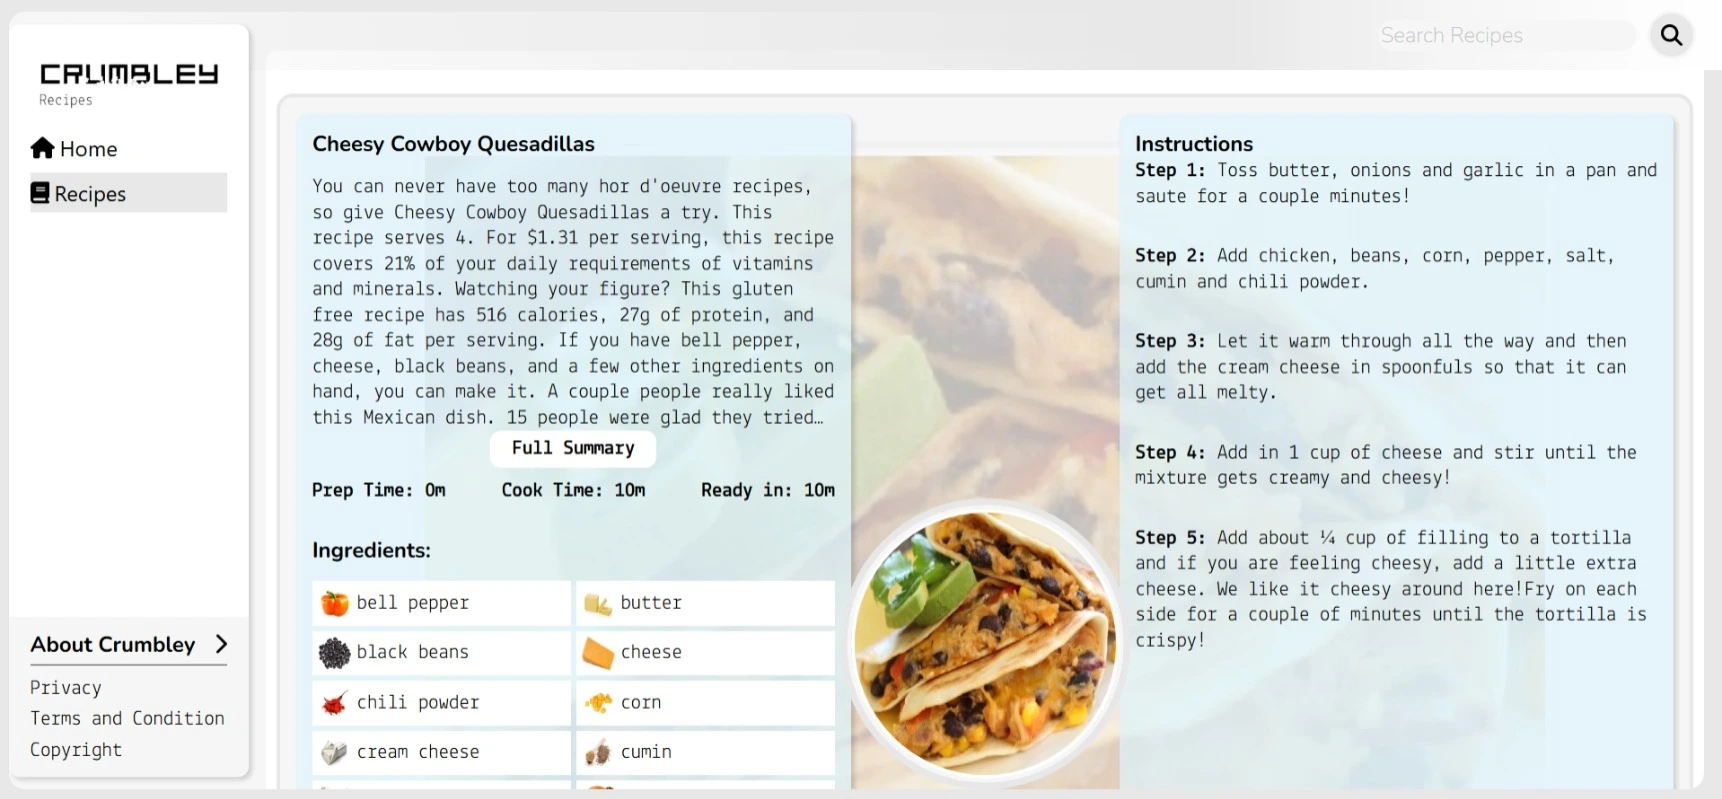 CRUMBLEY
Recipes
Home
Recipes
About Crumbley
Privacy
Terms and Condition
Copyright
Search Recipes
Cheesy Cowboy Quesadillas
You can never have too many hor d'oeuvre recipes,
so give Cheesy Cowboy Quesadillas a try. This
recipe serves 4. For $1.31 per serving, this recipe
covers 21% of your daily requirements of vitamins
and minerals. Watching your figure? This gluten
free recipe has 516 calories, 27g of protein, and
28g of fat per serving. If you have bell pepper,
cheese, black beans, and a few other ingredients on
hand, you can make it. A couple people really liked
this Mexican dish. 15 people were glad they tried…
Full Summary
Prep Time: 0m Cook Time: 10m Ready in: 10m
Ingredients:
bell pepper butter
black beans cheese
chili powder corn
cream cheese cumin
Instructions
Step 1: Toss butter, onions and garlic in a pan and
saute for a couple minutes!
Step 2: Add chicken, beans, corn, pepper, salt,
cumin and chili powder.
Step 3: Let it warm through all the way and then
add the cream cheese in spoonfuls so that it can
get all melty.
Step 4: Add in 1 cup of cheese and stir until the
mixture gets creamy and cheesy!
Step 5: Add about ¼ cup of filling to a tortilla
and if you are feeling cheesy, add a little extra
cheese. We like it cheesy around here!Fry on each
side for a couple of minutes until the tortilla is
crispy!